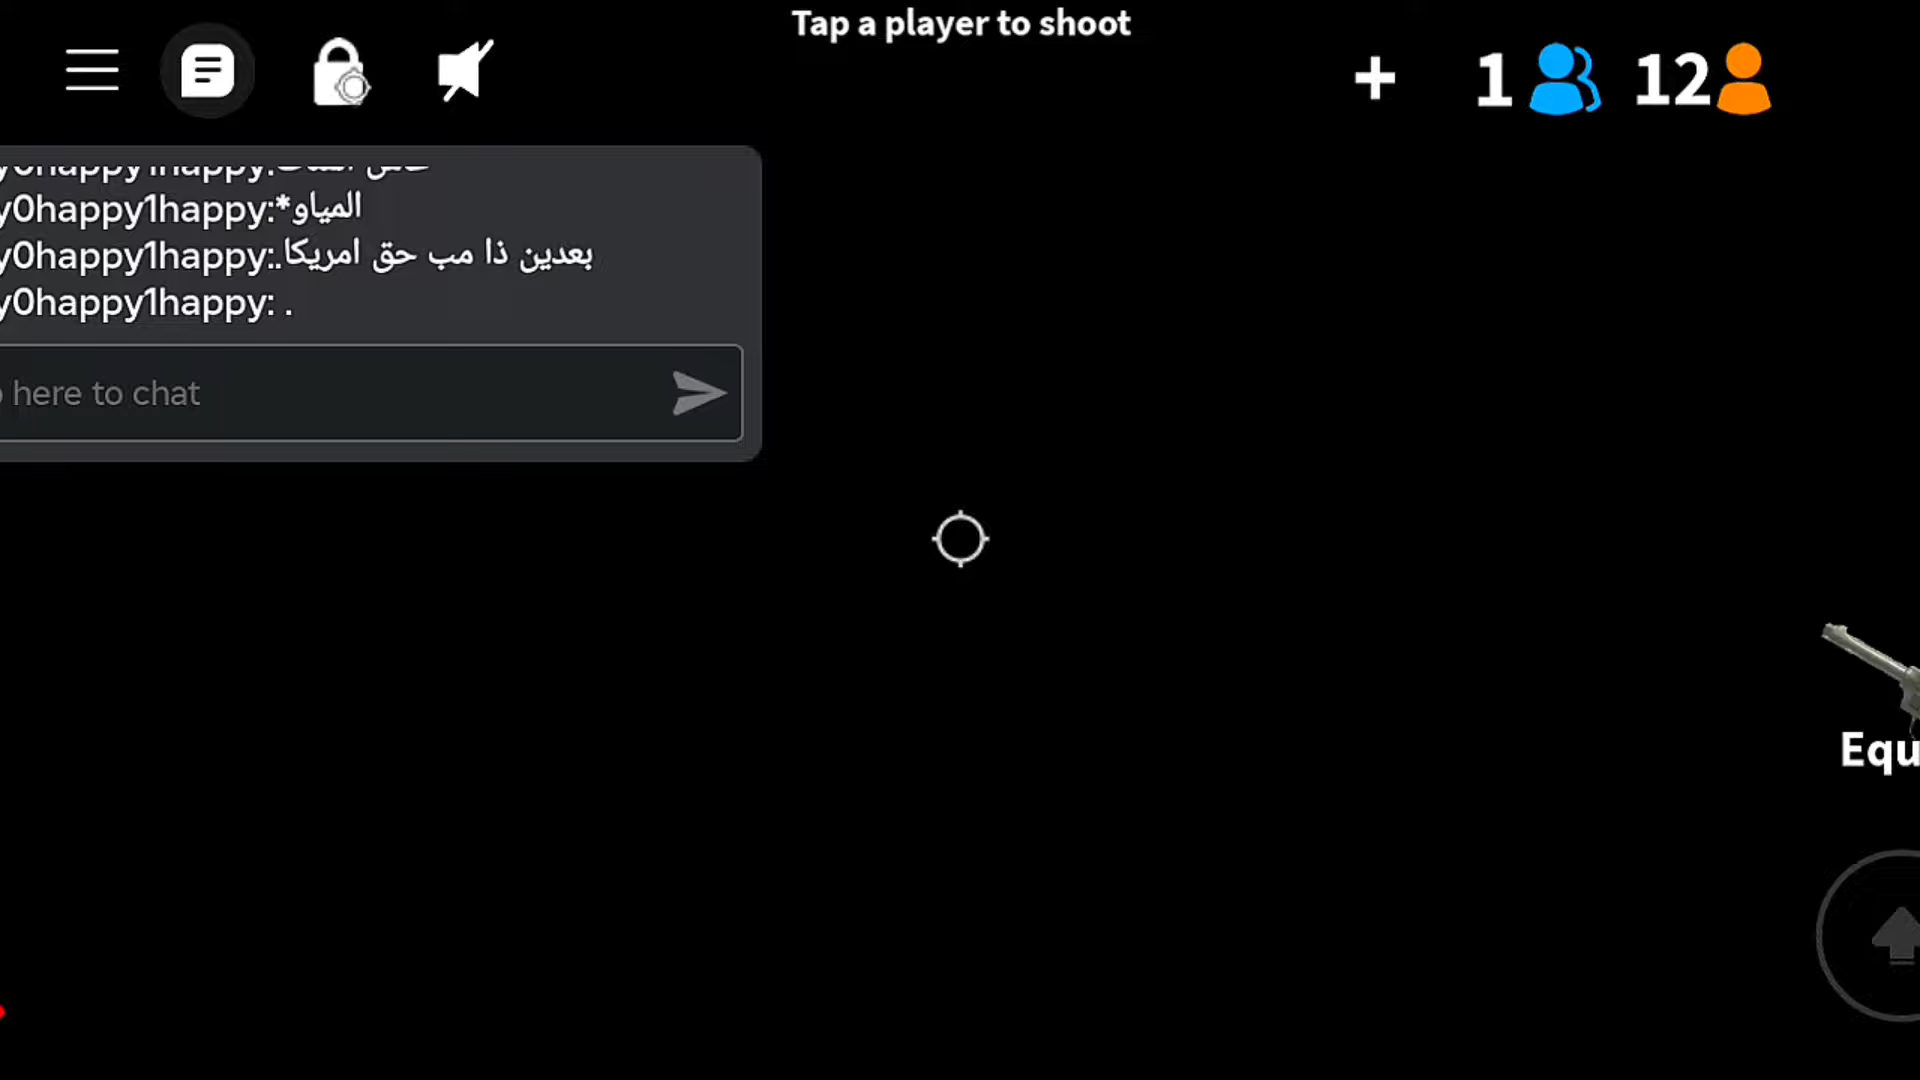 Tap a player to shoot
1
12
y0happy1happy:
y0happy1happy:*المياو
y0happy1happy:.بعدين ذا مب حق امريكا
y0happy1happy: .
here to chat
Equ